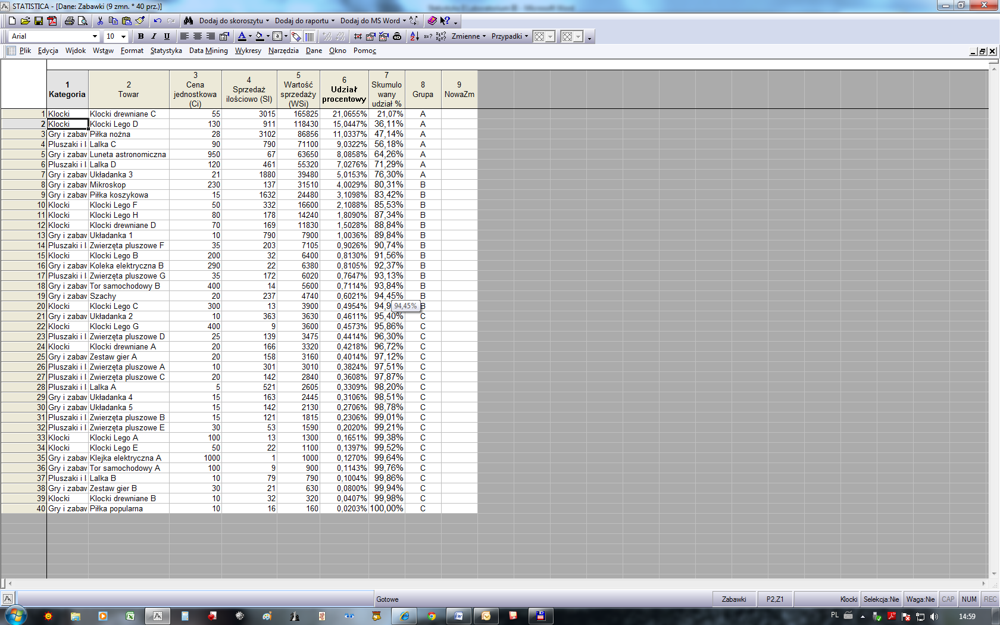 STATISTICA - [Dane: Zabawki (9 zmn. * 40 prz.)]
Dodaj do skoroszytu Dodaj do raportu Dodaj do MS Word
Arial 10 B I U Zmienne Przypadki
Plik Edycja Widok Wstaw Format Statystyka Data Mining Wykresy Narzędzia Dane Okno Pomoc
1 Kategoria 2 Towar 3 Cena jednostkowa (Ci) 4 Sprzedaż ilościowo (SI) 5 Wartość sprzedaży (WSi) 6 Udział procentowy 7 Skumulo wany udział % 8 Grupa 9 NowaZm
1 Klocki Klocki drewniane C 55 3015 165825 21,0655% 21,07% A
2 Klocki Klocki Lego D 130 911 118430 15,0447% 36,11% A
3 Gry i zabaw Piłka nożna 28 3102 86856 11,0337% 47,14% A
4 Pluszaki i l Lalka C 90 790 71100 9,0322% 56,18% A
5 Gry i zabaw Luneta astronomiczna 950 67 63650 8,0858% 64,26% A
6 Pluszaki i l Lalka D 120 461 55320 7,0276% 71,29% A
7 Gry i zabaw Układanka 3 21 1880 39480 5,0153% 76,30% A
8 Gry i zabaw Mikroskop 230 137 31510 4,0029% 80,31% B
9 Gry i zabaw Piłka koszykowa 15 1632 24480 3,1098% 83,42% B
10 Klocki Klocki Lego F 50 332 16600 2,1088% 85,53% B
11 Klocki Klocki Lego H 80 178 14240 1,8090% 87,34% B
12 Klocki Klocki drewniane D 70 169 11830 1,5028% 88,84% B
13 Gry i zabaw Układanka 1 10 790 7900 1,0036% 89,84% B
14 Pluszaki i l Zwierzęta pluszowe F 35 203 7105 0,9026% 90,74% B
15 Klocki Klocki Lego B 200 32 6400 0,8130% 91,56% B
16 Gry i zabaw Koleka elektryczna B 290 22 6380 0,8105% 92,37% B
17 Pluszaki i l Zwierzęta pluszowe G 35 172 6020 0,7647% 93,13% B
18 Gry i zabaw Tor samochodowy B 400 14 5600 0,7114% 93,84% B
19 Gry i zabaw Szachy 20 237 4740 0,6021% 94,45% B
20 Klocki Klocki Lego C 300 13 3900 0,4954% 94,9 94,45% B
21 Gry i zabaw Układanka 2 10 363 3630 0,4611% 95,40% C
22 Klocki Klocki Lego G 400 9 3600 0,4573% 95,86% C
23 Pluszaki i l Zwierzęta pluszowe D 25 139 3475 0,4414% 96,30% C
24 Klocki Klocki drewniane A 20 166 3320 0,4218% 96,72% C
25 Gry i zabaw Zestaw gier A 20 158 3160 0,4014% 97,12% C
26 Pluszaki i l Zwierzęta pluszowe A 10 301 3010 0,3824% 97,51% C
27 Pluszaki i l Zwierzęta pluszowe C 20 142 2840 0,3608% 97,87% C
28 Pluszaki i l Lalka A 5 521 2605 0,3309% 98,20% C
29 Gry i zabaw Układanka 4 15 163 2445 0,3106% 98,51% C
30 Gry i zabaw Układanka 5 15 142 2130 0,2706% 98,78% C
31 Pluszaki i l Zwierzęta pluszowe B 15 121 1815 0,2306% 99,01% C
32 Pluszaki i l Zwierzęta pluszowe E 30 53 1590 0,2020% 99,21% C
33 Klocki Klocki Lego A 100 13 1300 0,1651% 99,38% C
34 Klocki Klocki Lego E 50 22 1100 0,1397% 99,52% C
35 Gry i zabaw Klejka elektryczna A 1000 1 1000 0,1270% 99,64% C
36 Gry i zabaw Tor samochodowy A 100 9 900 0,1143% 99,76% C
37 Pluszaki i l Lalka B 10 79 790 0,1004% 99,86% C
38 Gry i zabaw Zestaw gier B 30 21 630 0,0800% 99,94% C
39 Klocki Klocki drewniane B 10 32 320 0,0407% 99,98% C
40 Gry i zabaw Piłka popularna 10 16 160 0,0203% 100,00% C
Gotowe Zabawki P2,Z1 Klocki Selekcja:Nie Waga:Nie CAP NUM REC
PL 14:59